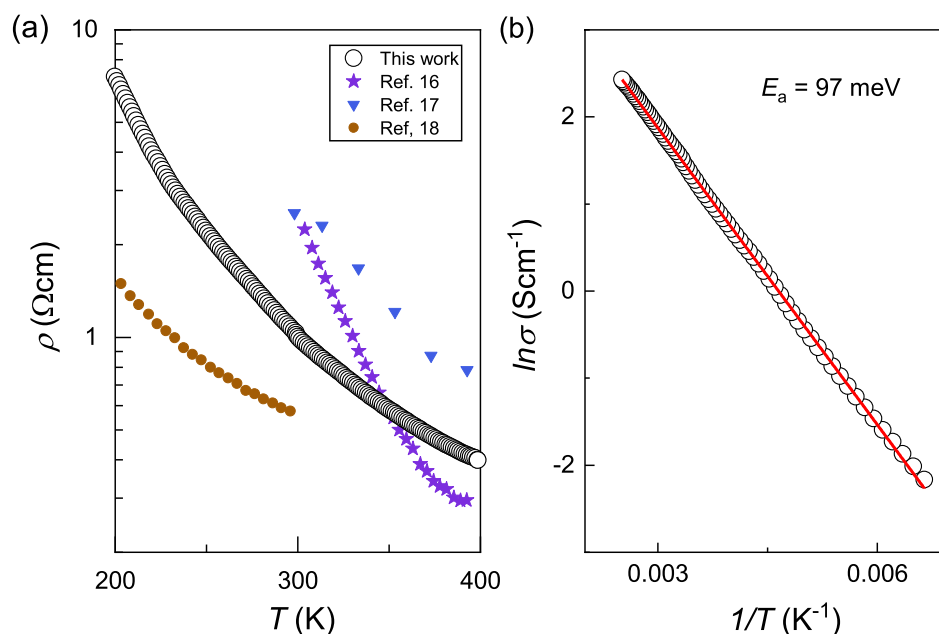 (a)
10
1
ρ (Ωcm)
200
300
400
T (K)
This work
Ref. 16
Ref. 17
Ref, 18
(b)
Eₐ = 97 meV
2
0
-2
lnσ (Scm⁻¹)
0.003
0.006
1/T (K⁻¹)